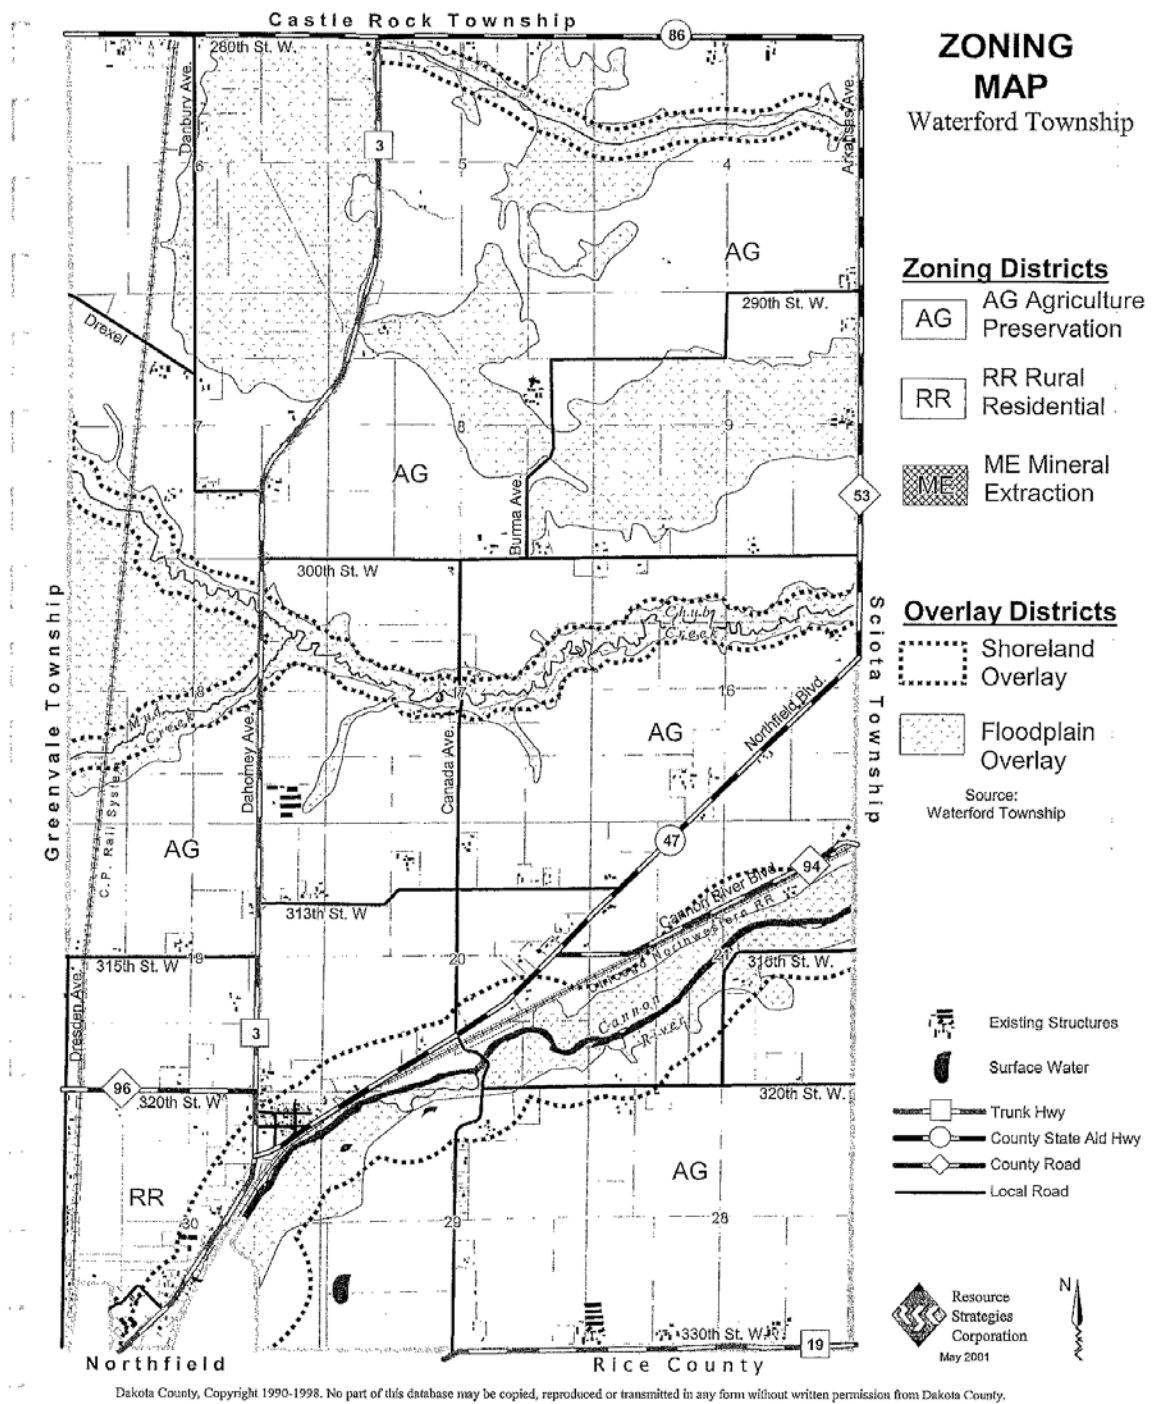 Castle Rock Township
ZONING
MAP
Waterford Township
280th St. W.
86
Danbury Ave.
Arkansas Ave.
3
6
5
4
AG
290th St. W.
Drexel
Zoning Districts
AG
AG Agriculture
Preservation
RR
RR Rural
Residential
ME
ME Mineral
Extraction
7
8
9
AG
Burma Ave.
53
300th St. W
Greenvale Township
Sciota Township
Chub
Creek
Overlay Districts
Shoreland
Overlay
Floodplain
Overlay
Source:
Waterford Township
18
17
16
Mud
Creek
Dahomey Ave.
Canada Ave.
Northfield Blvd.
AG
C.P. Rail System
AG
47
94
Cannon River Blvd.
313th St. W
Northwestern RR
315th St. W
19
20
316th St. W.
Dresden Ave.
3
Cannon
River
96
320th St. W
320th St. W.
Existing Structures
Surface Water
Trunk Hwy
County State Aid Hwy
County Road
Local Road
RR
AG
30
29
28
330th St. W
19
Northfield
Rice County
Resource
Strategies
Corporation
May 2001
N
Dakota County, Copyright 1990-1998. No part of this database may be copied, reproduced or transmitted in any form without written permission from Dakota County.